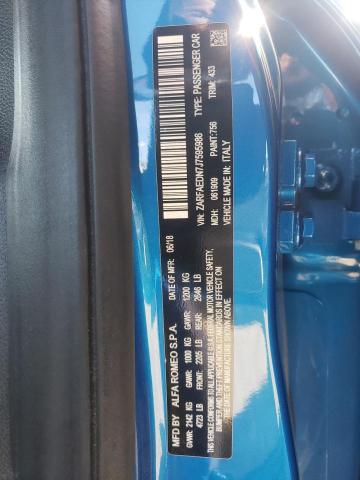 MFD BY ALFA ROMEO S.P.A. DATE OF MFR: 06/18
GVWR: 2142 KG GAWR: 1000 KG GAWR: 1200 KG
4723 LB FRONT: 2205 LB REAR: 2646 LB
THIS VEHICLE CONFORMS TO ALL APPLICABLE U.S.A. FEDERAL MOTOR VEHICLE SAFETY,
BUMPER AND THEFT PREVENTION STANDARDS IN EFFECT
ON THE DATE OF MANUFACTURE SHOWN ABOVE.
VIN: ZARFAEDN7J7595986 TYPE: PASSENGER CAR
MDH: 061909 PAINT: 756 TRIM: 433
VEHICLE MADE IN: ITALY